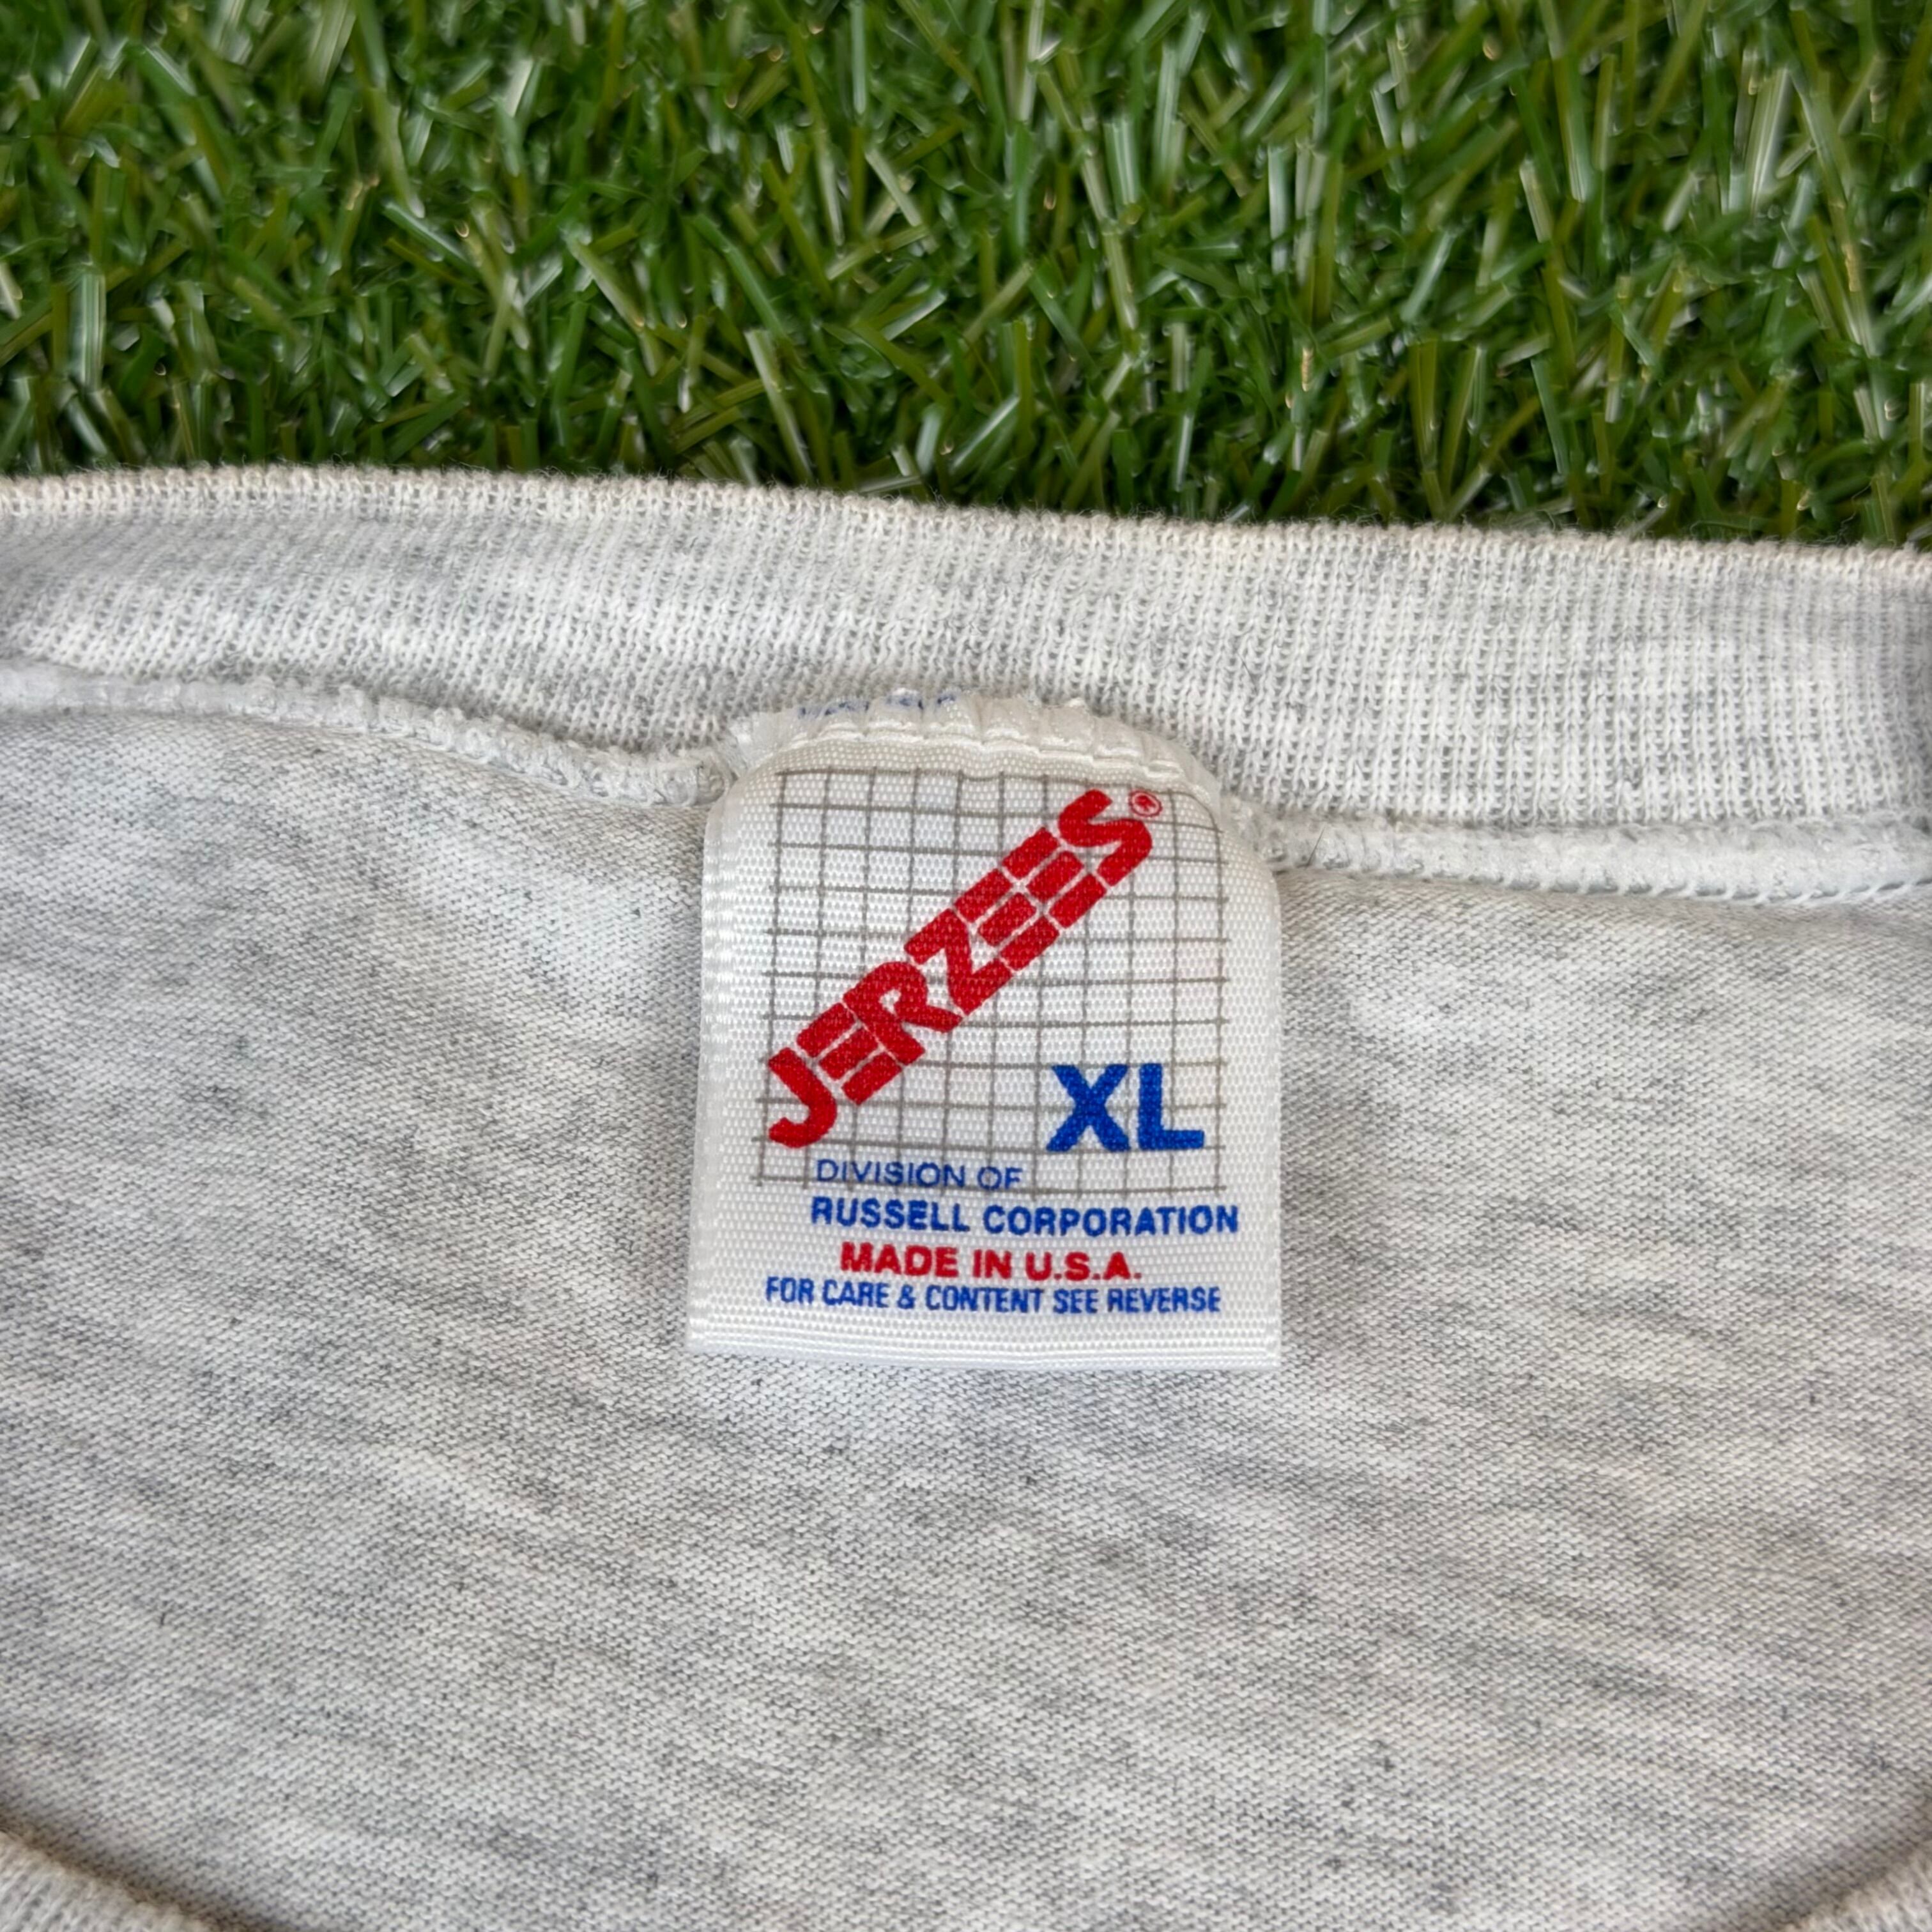 JERZEES®
XL
DIVISION OF
RUSSELL CORPORATION
MADE IN U.S.A.
FOR CARE & CONTENT SEE REVERSE